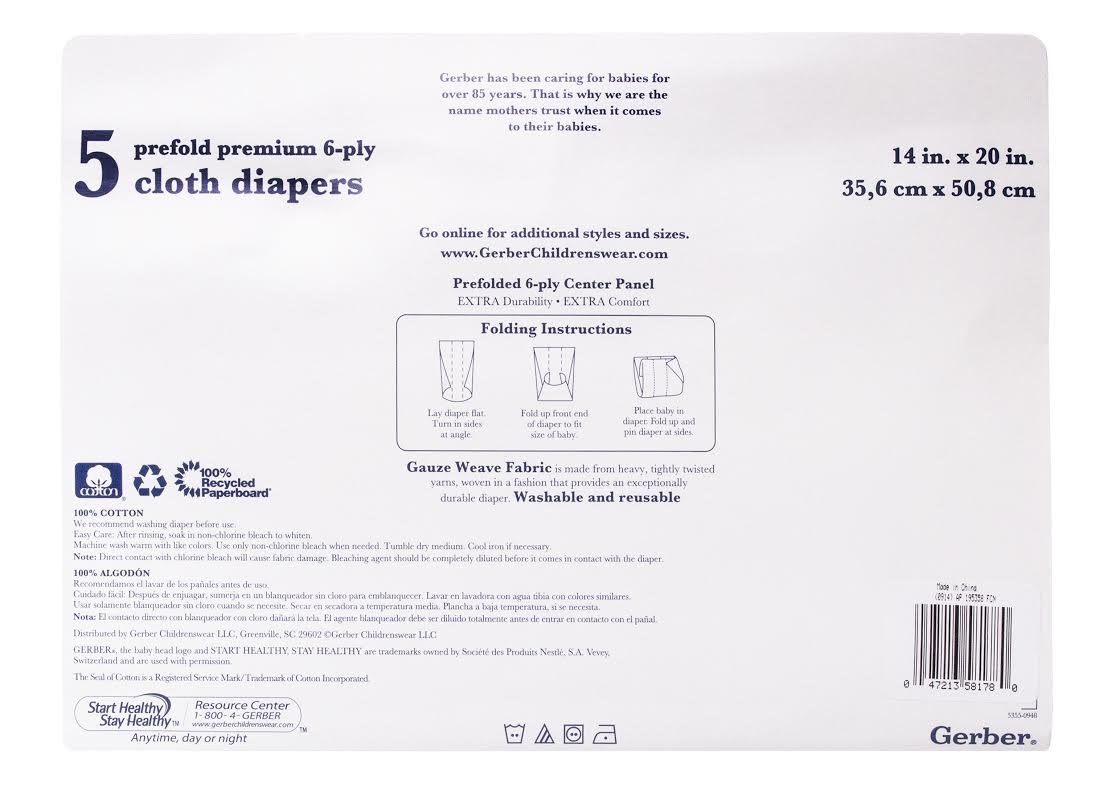 Gerber has been caring for babies for
over 85 years. That is why we are the
name mothers trust when it comes
to their babies.
5 prefold premium 6-ply
cloth diapers
14 in. x 20 in.
35,6 cm x 50,8 cm
Go online for additional styles and sizes.
www.GerberChildrenswear.com
Prefolded 6-ply Center Panel
EXTRA Durability • EXTRA Comfort
Folding Instructions
Lay diaper flat.
Turn in sides
at angle.
Fold up front end
of diaper to fit
size of baby.
Place baby in
diaper. Fold up and
pin diaper at sides.
Gauze Weave Fabric is made from heavy, tightly twisted
yarns, woven in a fashion that provides an exceptionally
durable diaper. Washable and reusable
cotton®
100%
Recycled
Paperboard™
100% COTTON
We recommend washing diaper before use.
Easy Care: After rinsing, soak in non-chlorine bleach to whiten.
Machine wash warm with like colors. Use only non-chlorine bleach when needed. Tumble dry medium. Cool iron if necessary.
Note: Direct contact with chlorine bleach will cause fabric damage. Bleaching agent should be completely diluted before it comes in contact with the diaper.
100% ALGODÓN
Recomendamos el lavar de los pañales antes de uso.
Cuidado fácil: Después de enjuagar, sumerja en un blanqueador sin cloro para emblanquecer. Lavar en lavadora con agua tibia con colores similares.
Usar solamente blanqueador sin cloro cuando se necesite. Secar en secadora a temperatura media. Plancha a baja temperatura, si se necesita.
Nota: El contacto directo con blanqueador con cloro dañará la tela. El agente blanqueador debe ser diluido totalmente antes de entrar en contacto con el pañal.
Distributed by Gerber Childrenswear LLC, Greenville, SC 29602 ©Gerber Childrenswear LLC
GERBER®, the baby head logo and START HEALTHY, STAY HEALTHY are trademarks owned by Société des Produits Nestlé, S.A. Vevey,
Switzerland and are used with permission.
The Seal of Cotton is a Registered Service Mark/Trademark of Cotton Incorporated.
Start Healthy
Stay Healthy™
Resource Center
1-800-4-GERBER
www.gerberchildrenswear.com
Anytime, day or night
TM
Made in China
(0914) AP 195358 FCN
0 47213 58178 0
5355-0948
Gerber®